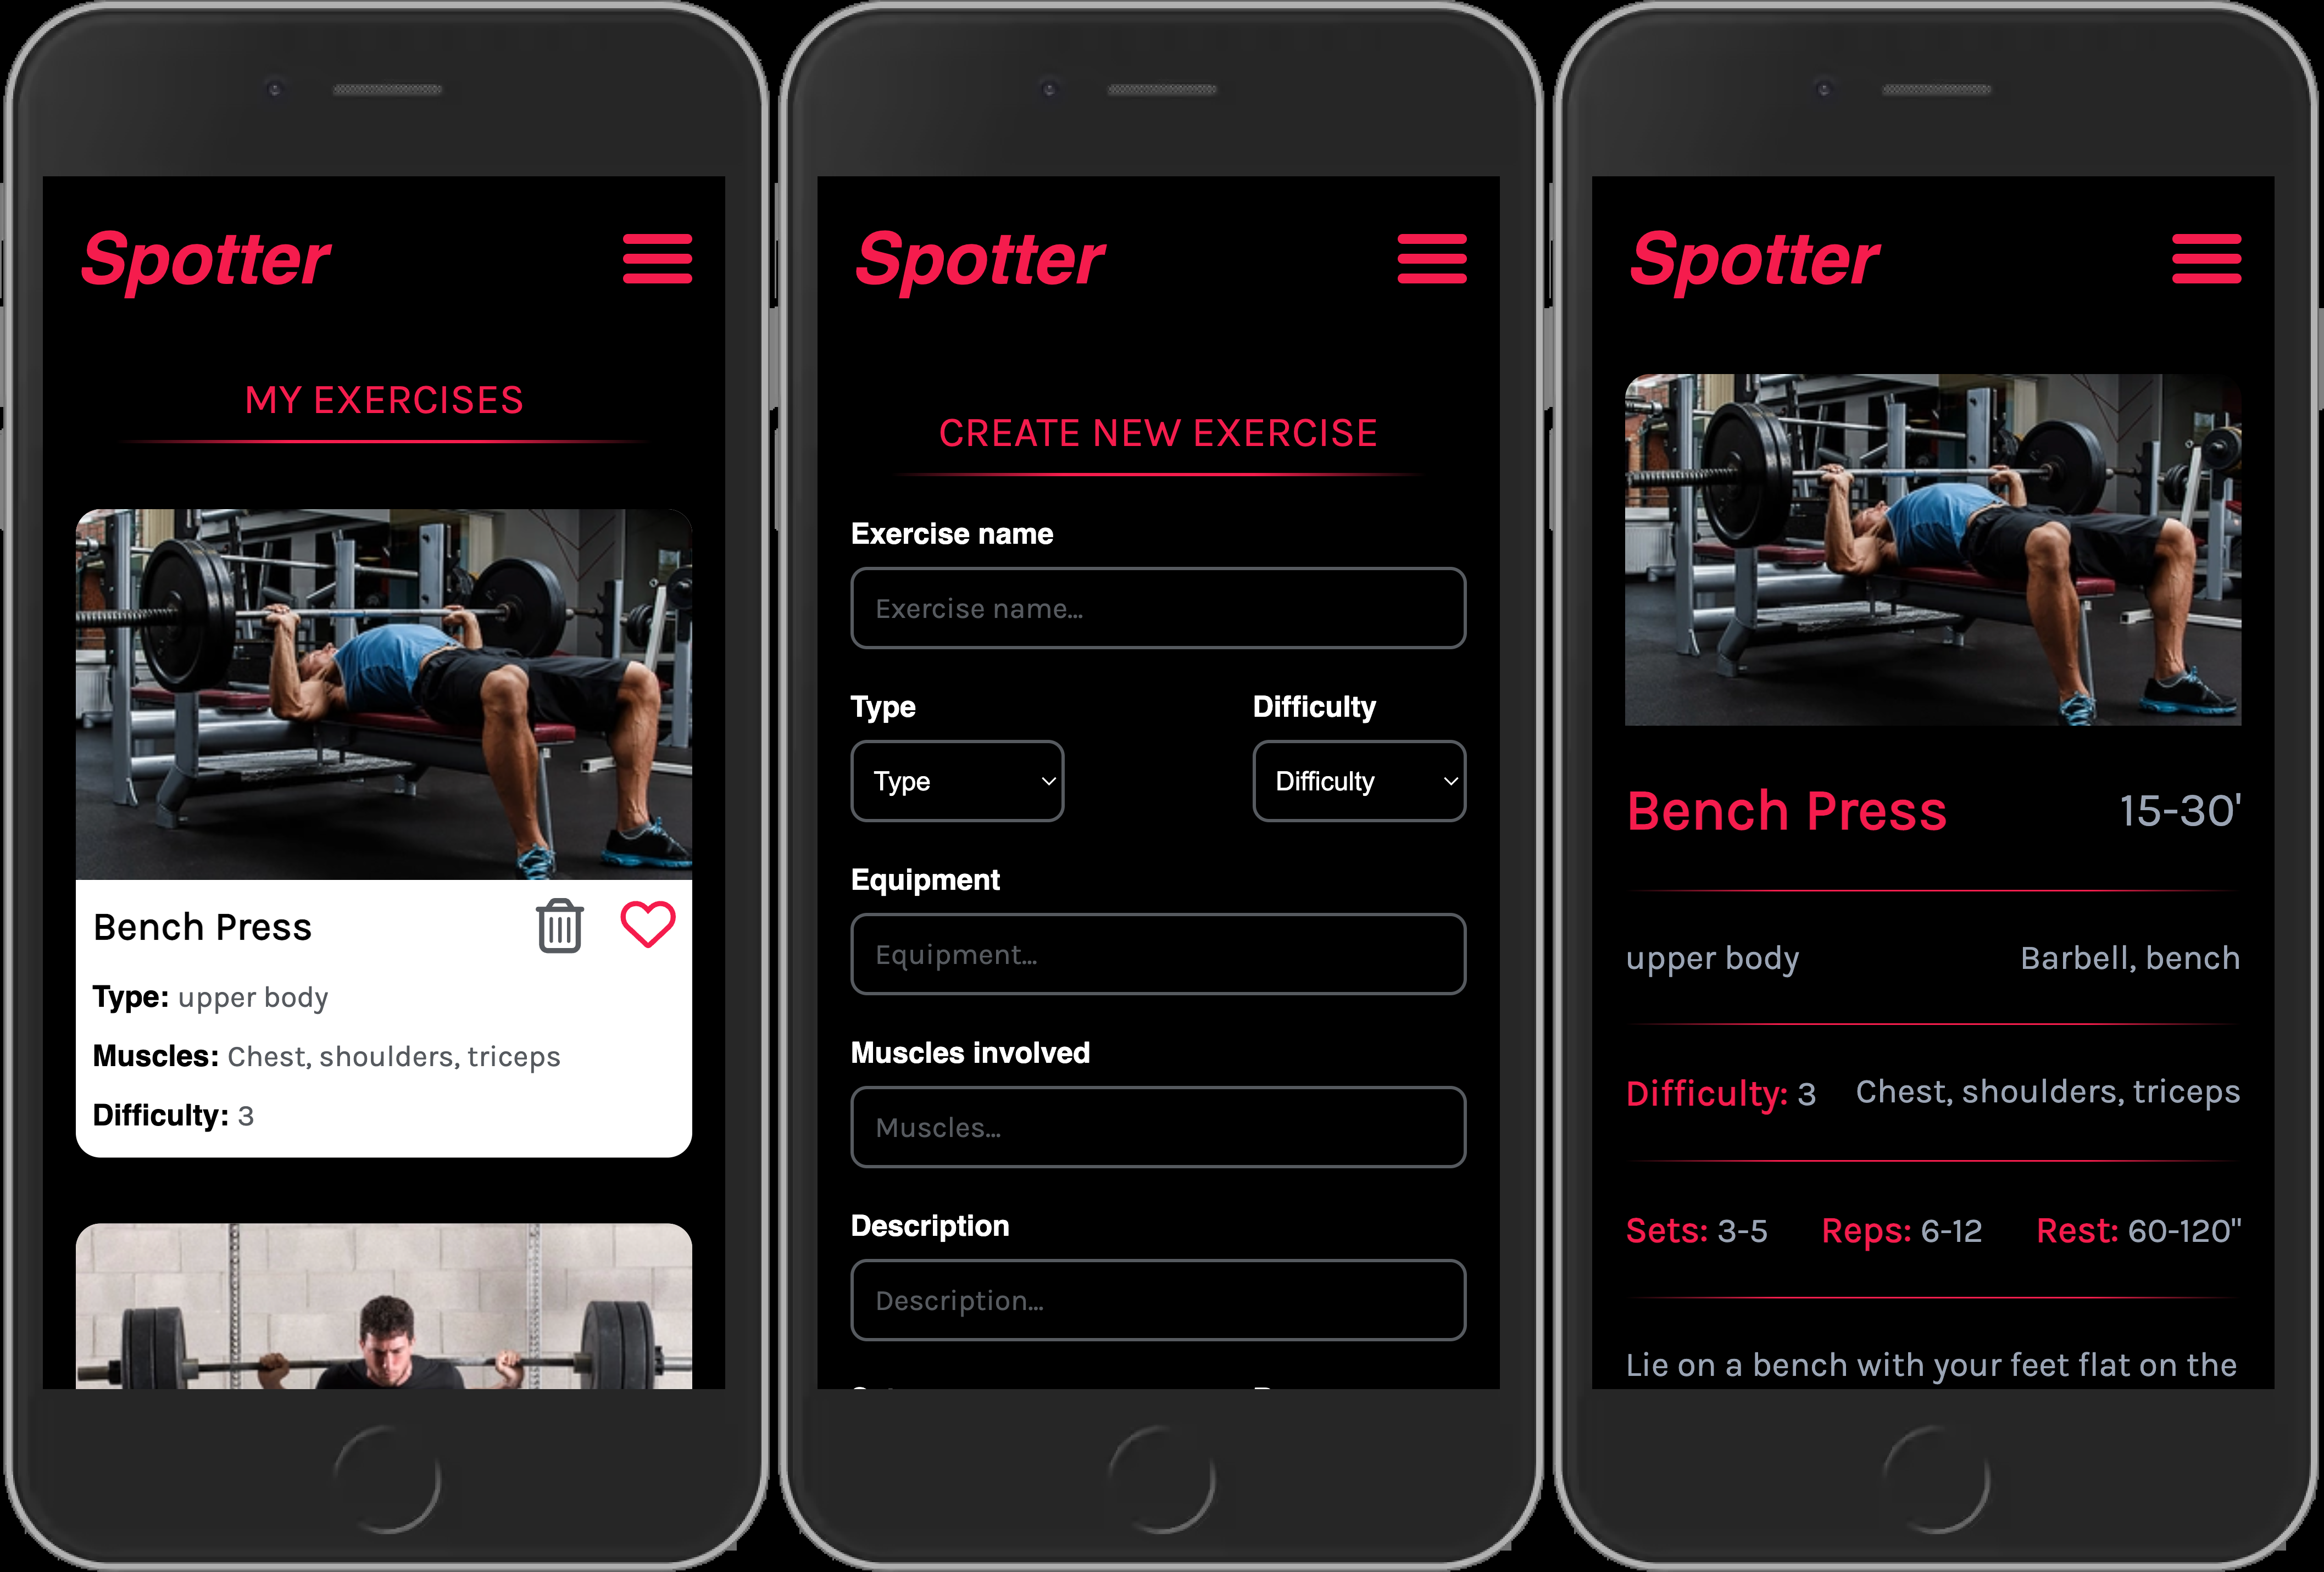 Spotter
MY EXERCISES
Bench Press
Type: upper body
Muscles: Chest, shoulders, triceps
Difficulty: 3
Spotter
CREATE NEW EXERCISE
Exercise name
Exercise name...
Type Difficulty
Type Difficulty
Equipment
Equipment...
Muscles involved
Muscles...
Description
Description...
Spotter
Bench Press 15-30'
upper body Barbell, bench
Difficulty: 3 Chest, shoulders, triceps
Sets: 3-5 Reps: 6-12 Rest: 60-120"
Lie on a bench with your feet flat on the